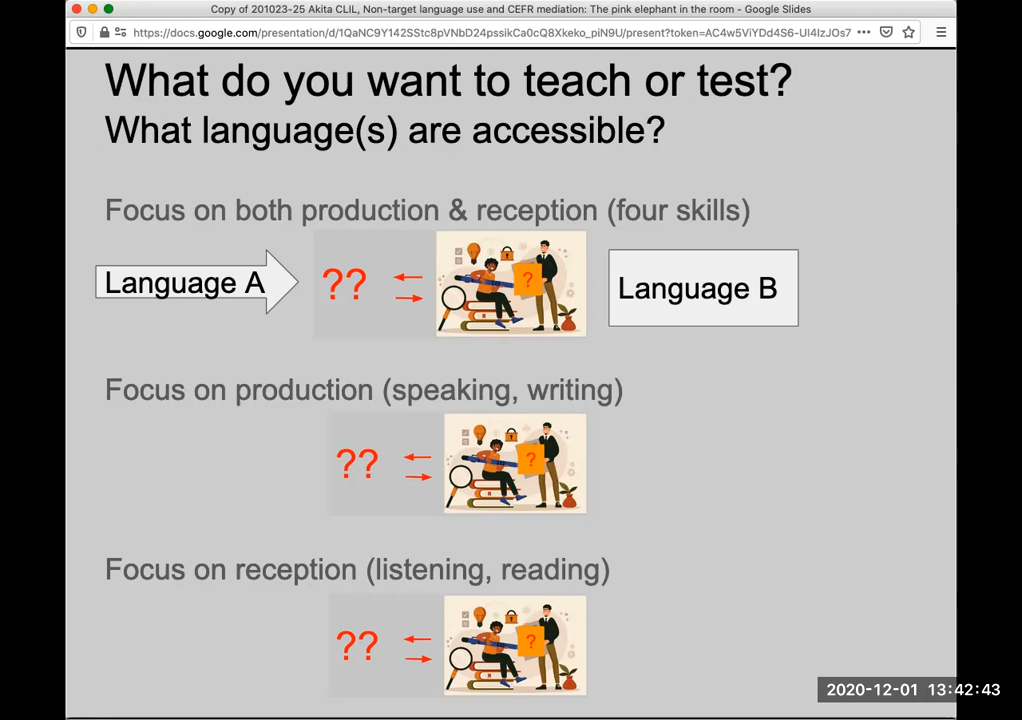 Copy of 201023-25 Akita CLIL, Non-target language use and CEFR mediation: The pink elephant in the room - Google Slides
https://docs.google.com/presentation/d/1QaNC9Y142SStc8pVNbD24pssikCa0cQ8Xkeko_piN9U/present?token=AC4w5ViYDd4S6-UI4IzJOs7
What do you want to teach or test?
What language(s) are accessible?
Focus on both production & reception (four skills)
Language A
??
?
Language B
Focus on production (speaking, writing)
??
?
Focus on reception (listening, reading)
??
?
2020-12-01 13:42:43